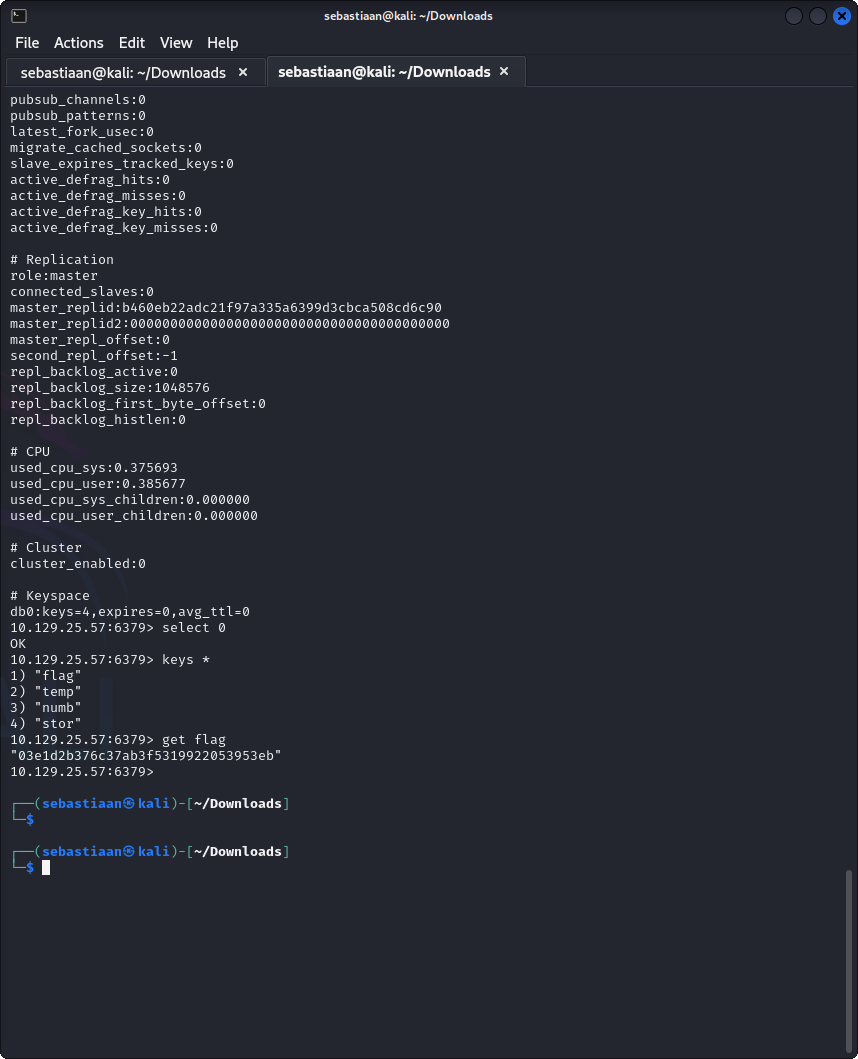 sebastiaan@kali: ~/Downloads
File Actions Edit View Help
sebastiaan@kali: ~/Downloads × sebastiaan@kali: ~/Downloads ×
pubsub_channels:0
pubsub_patterns:0
latest_fork_usec:0
migrate_cached_sockets:0
slave_expires_tracked_keys:0
active_defrag_hits:0
active_defrag_misses:0
active_defrag_key_hits:0
active_defrag_key_misses:0

# Replication
role:master
connected_slaves:0
master_replid:b460eb22adc21f97a335a6399d3cbca508cd6c90
master_replid2:0000000000000000000000000000000000000000
master_repl_offset:0
second_repl_offset:-1
repl_backlog_active:0
repl_backlog_size:1048576
repl_backlog_first_byte_offset:0
repl_backlog_histlen:0

# CPU
used_cpu_sys:0.375693
used_cpu_user:0.385677
used_cpu_sys_children:0.000000
used_cpu_user_children:0.000000

# Cluster
cluster_enabled:0

# Keyspace
db0:keys=4,expires=0,avg_ttl=0
10.129.25.57:6379> select 0
OK
10.129.25.57:6379> keys *
1) "flag"
2) "temp"
3) "numb"
4) "stor"
10.129.25.57:6379> get flag
"03e1d2b376c37ab3f5319922053953eb"
10.129.25.57:6379>

┌──(sebastiaan㉿kali)-[~/Downloads]
└─$

┌──(sebastiaan㉿kali)-[~/Downloads]
└─$